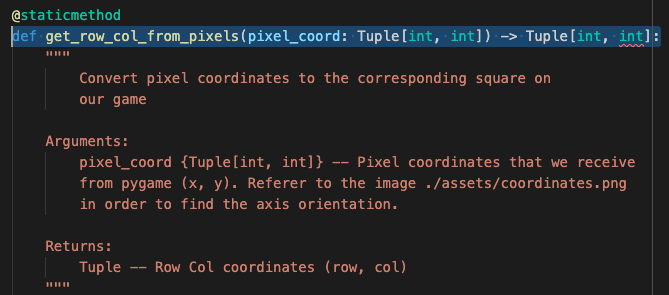 @staticmethod
def get_row_col_from_pixels(pixel_coord: Tuple[int, int]) -> Tuple[int, int]:
"""
Convert pixel coordinates to the corresponding square on
our game
Arguments:
pixel_coord {Tuple[int, int]} -- Pixel coordinates that we receive
from pygame (x, y). Referer to the image ./assets/coordinates.png
in order to find the axis orientation.
Returns:
Tuple -- Row Col coordinates (row, col)
"""